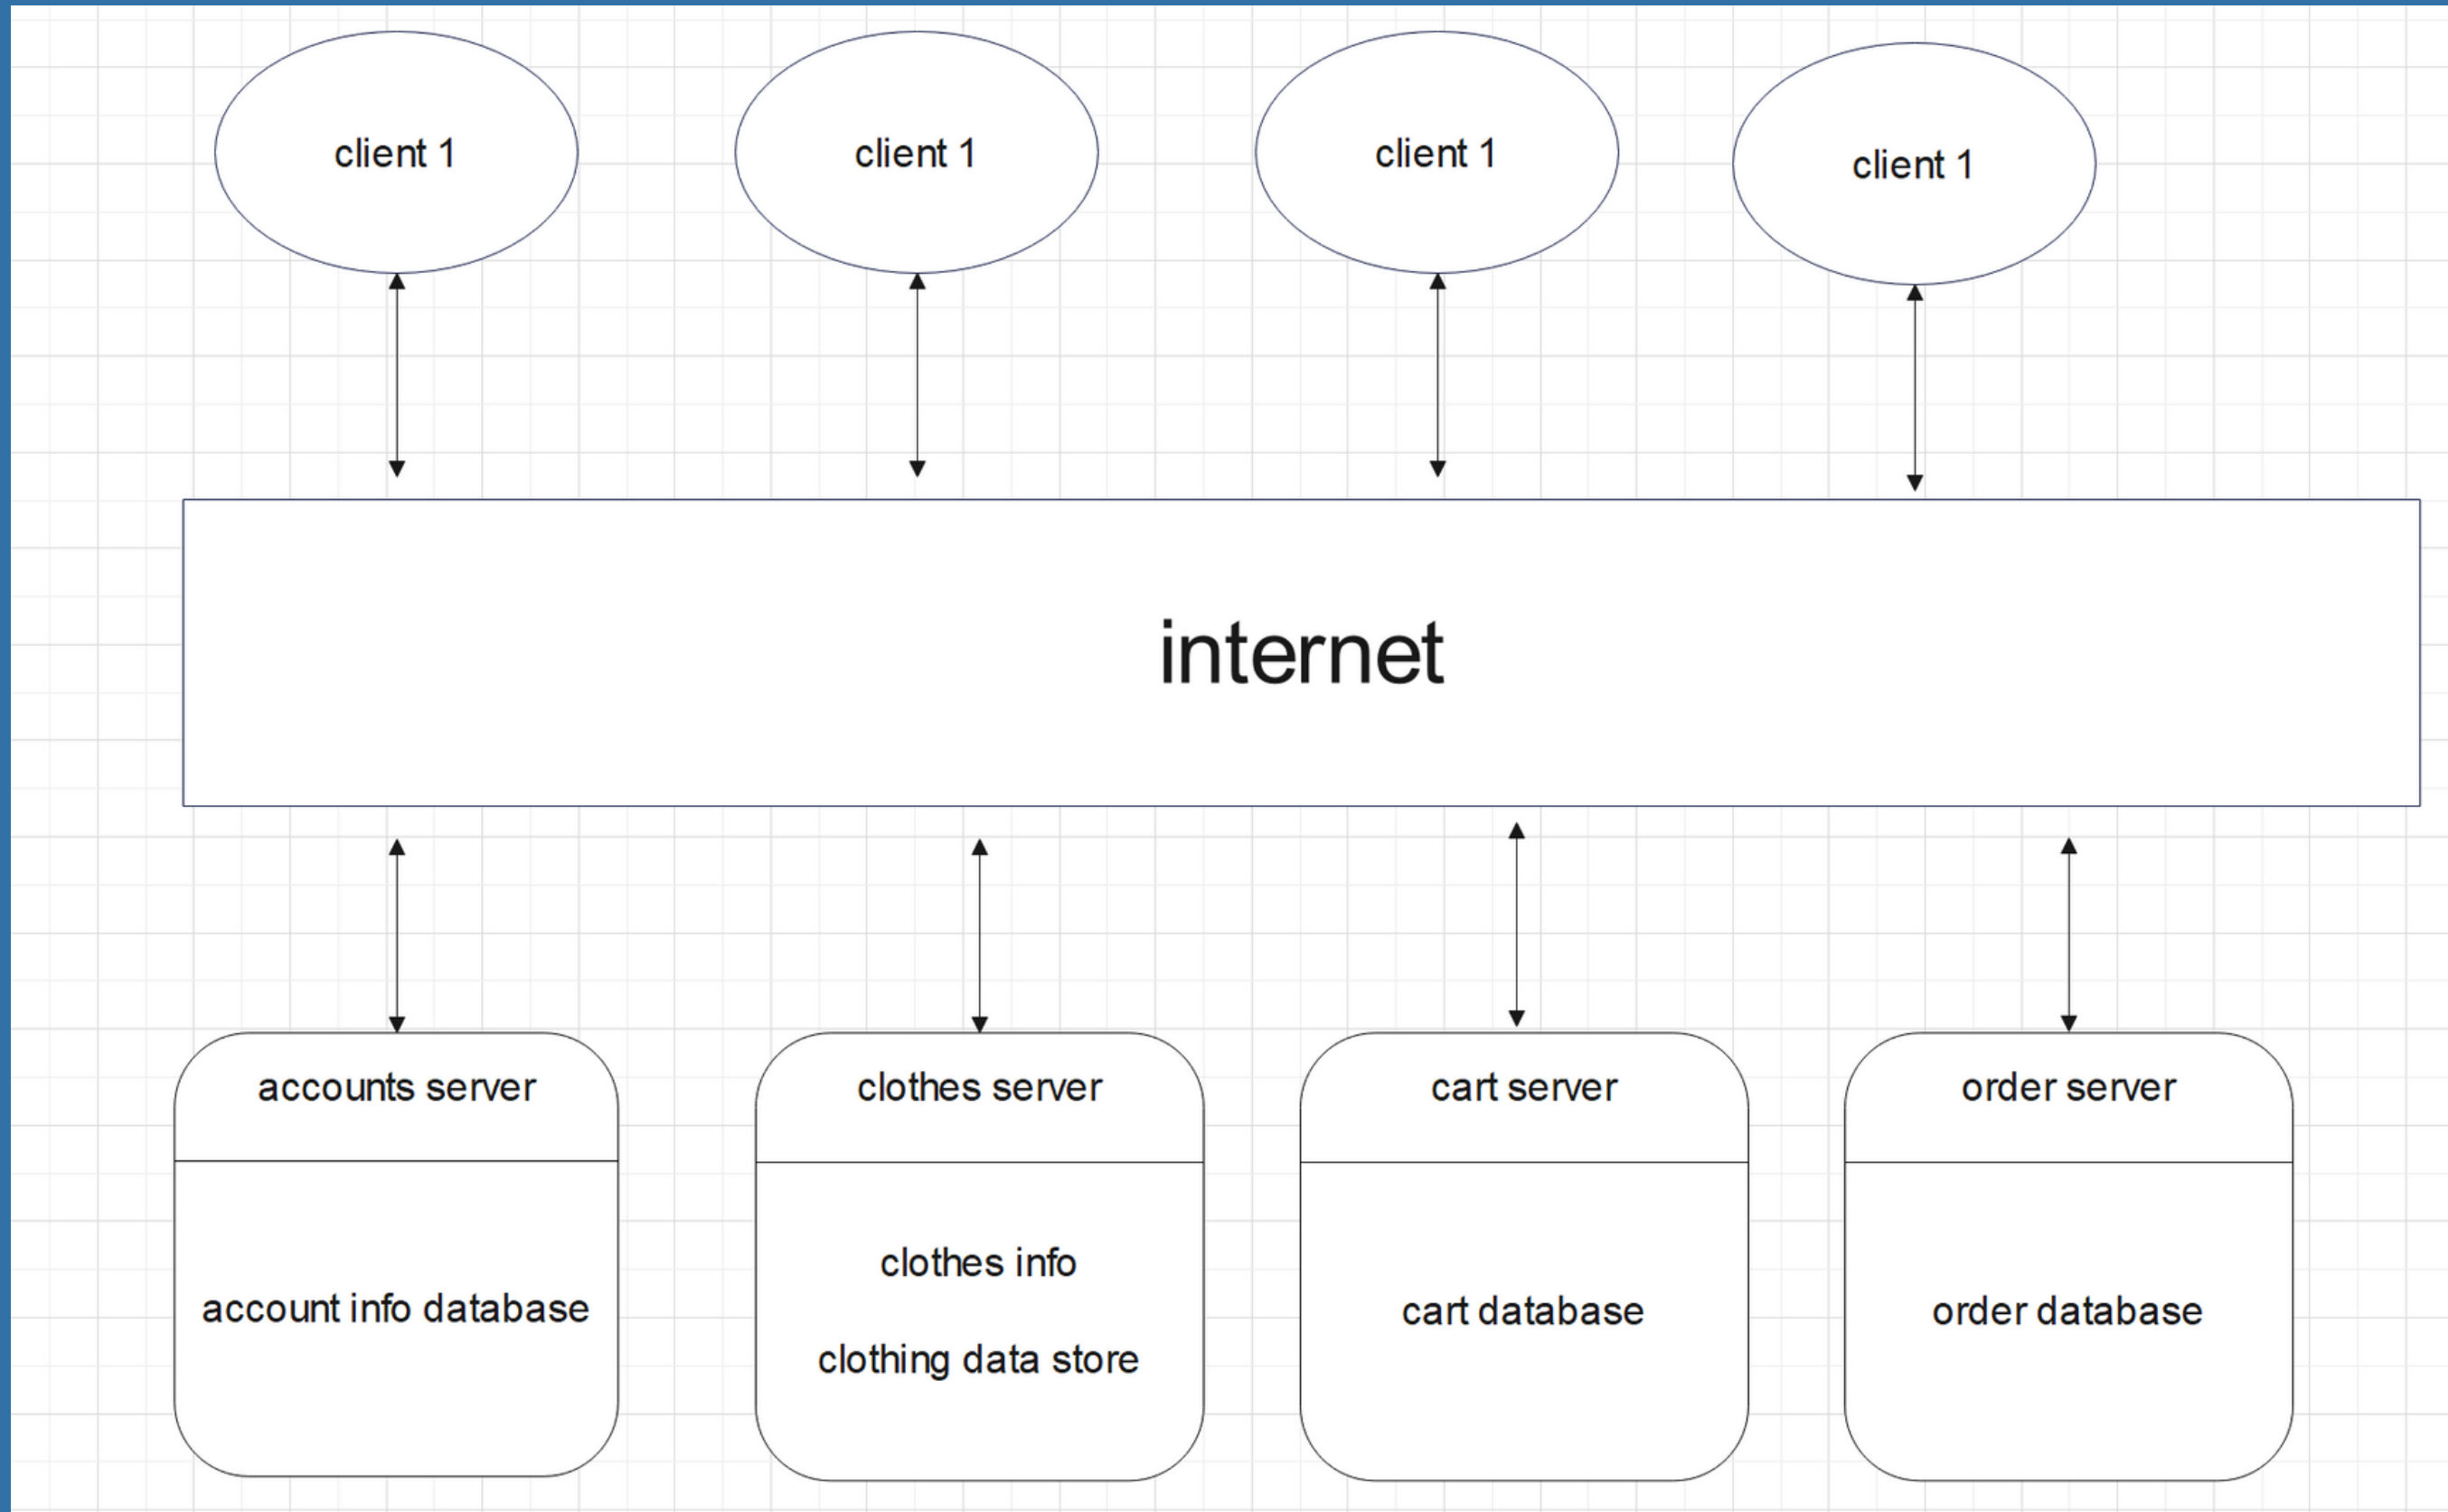 client 1
client 1
client 1
client 1
internet
accounts server
clothes server
cart server
order server
account info database
clothes info
clothing data store
cart database
order database